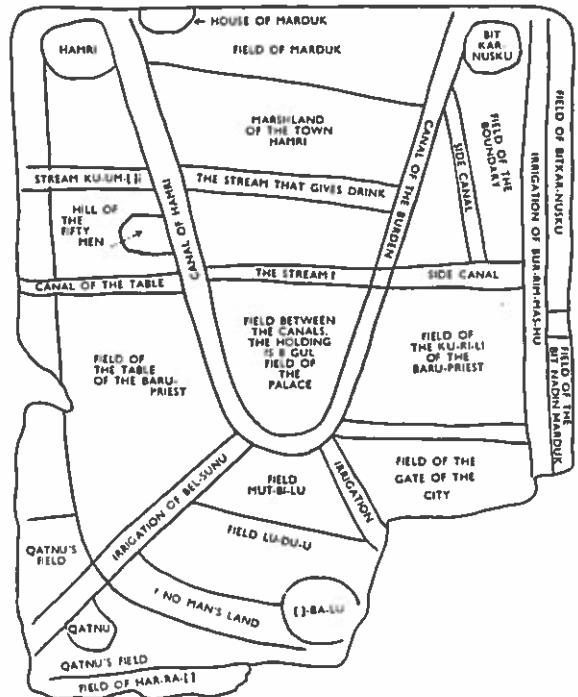 HOUSE OF MARDUK
HAMRI
FIELD OF MARDUK
BIT
KAR-
NUSKU
MARSHLAND
OF THE TOWN
HAMRI
CANAL OF THE BURDEN
SIDE CANAL
FIELD OF THE
BOUNDARY
IRRIGATION OF BUR-RIM-MAS-HU
FIELD OF BITKAR-NUSKU
STREAM KU-UM-[ ]I
THE STREAM THAT GIVES DRINK
HILL OF
THE
FIFTY
MEN
CANAL OF HAMRI
CANAL OF THE TABLE
THE STREAM ?
SIDE CANAL
FIELD BETWEEN
THE CANALS.
THE HOLDING
IS 8 GUL
FIELD OF
THE
PALACE
FIELD OF
THE KU-RI-LI
OF THE
BARU-PRIEST
FIELD OF
THE TABLE
OF THE BARU-
PRIEST
FIELD OF THE
BIT NADIN MARDUK
IRRIGATION OF BEL-SUNU
FIELD
MUT-BI-LU
IRRIGATION
FIELD OF THE
GATE OF THE
CITY
FIELD LU-DU-U
QATNU'S
FIELD
? NO MAN'S LAND
[ ]-BA-LU
QATNU
QATNU'S FIELD
FIELD OF HAR-RA-[ ]